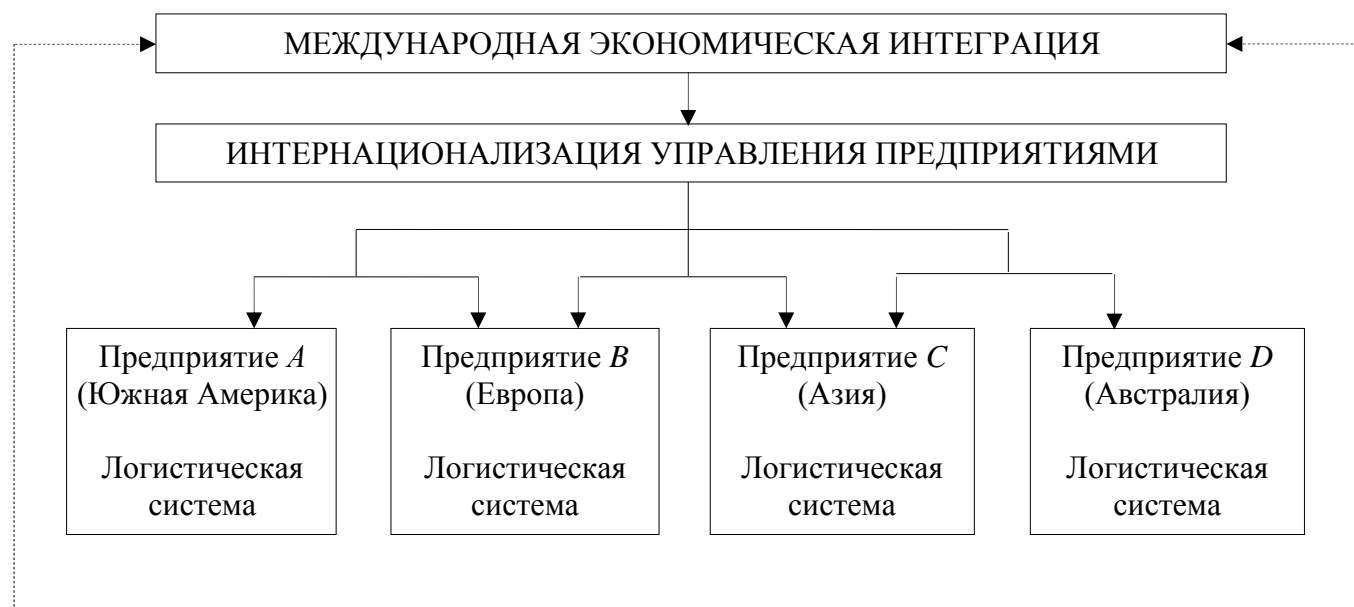 МЕЖДУНАРОДНАЯ ЭКОНОМИЧЕСКАЯ ИНТЕГРАЦИЯ
ИНТЕРНАЦИОНАЛИЗАЦИЯ УПРАВЛЕНИЯ ПРЕДПРИЯТИЯМИ
Предприятие A
(Южная Америка)
Логистическая
система
Предприятие B
(Европа)
Логистическая
система
Предприятие C
(Азия)
Логистическая
система
Предприятие D
(Австралия)
Логистическая
система